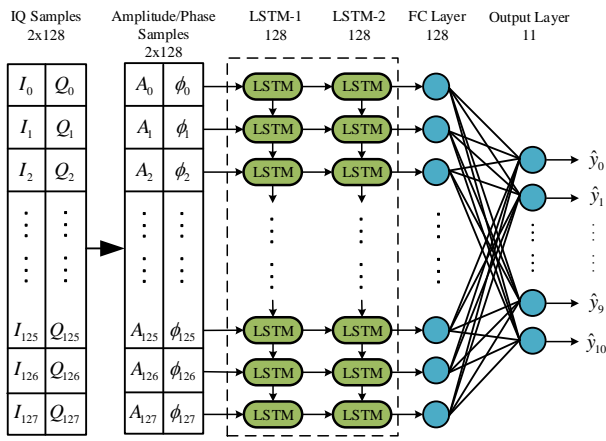 IQ Samples
2x128
Amplitude/Phase
Samples
2x128
LSTM-1
128
LSTM-2
128
FC Layer
128
Output Layer
11
I₀ Q₀ A₀ ϕ₀ LSTM LSTM
I₁ Q₁ A₁ ϕ₁ LSTM LSTM
I₂ Q₂ A₂ ϕ₂ LSTM LSTM
ŷ₀
ŷ₁
ŷ₉
ŷ₁₀
I₁₂₅ Q₁₂₅ A₁₂₅ ϕ₁₂₅ LSTM LSTM
I₁₂₆ Q₁₂₆ A₁₂₆ ϕ₁₂₆ LSTM LSTM
I₁₂₇ Q₁₂₇ A₁₂₇ ϕ₁₂₇ LSTM LSTM